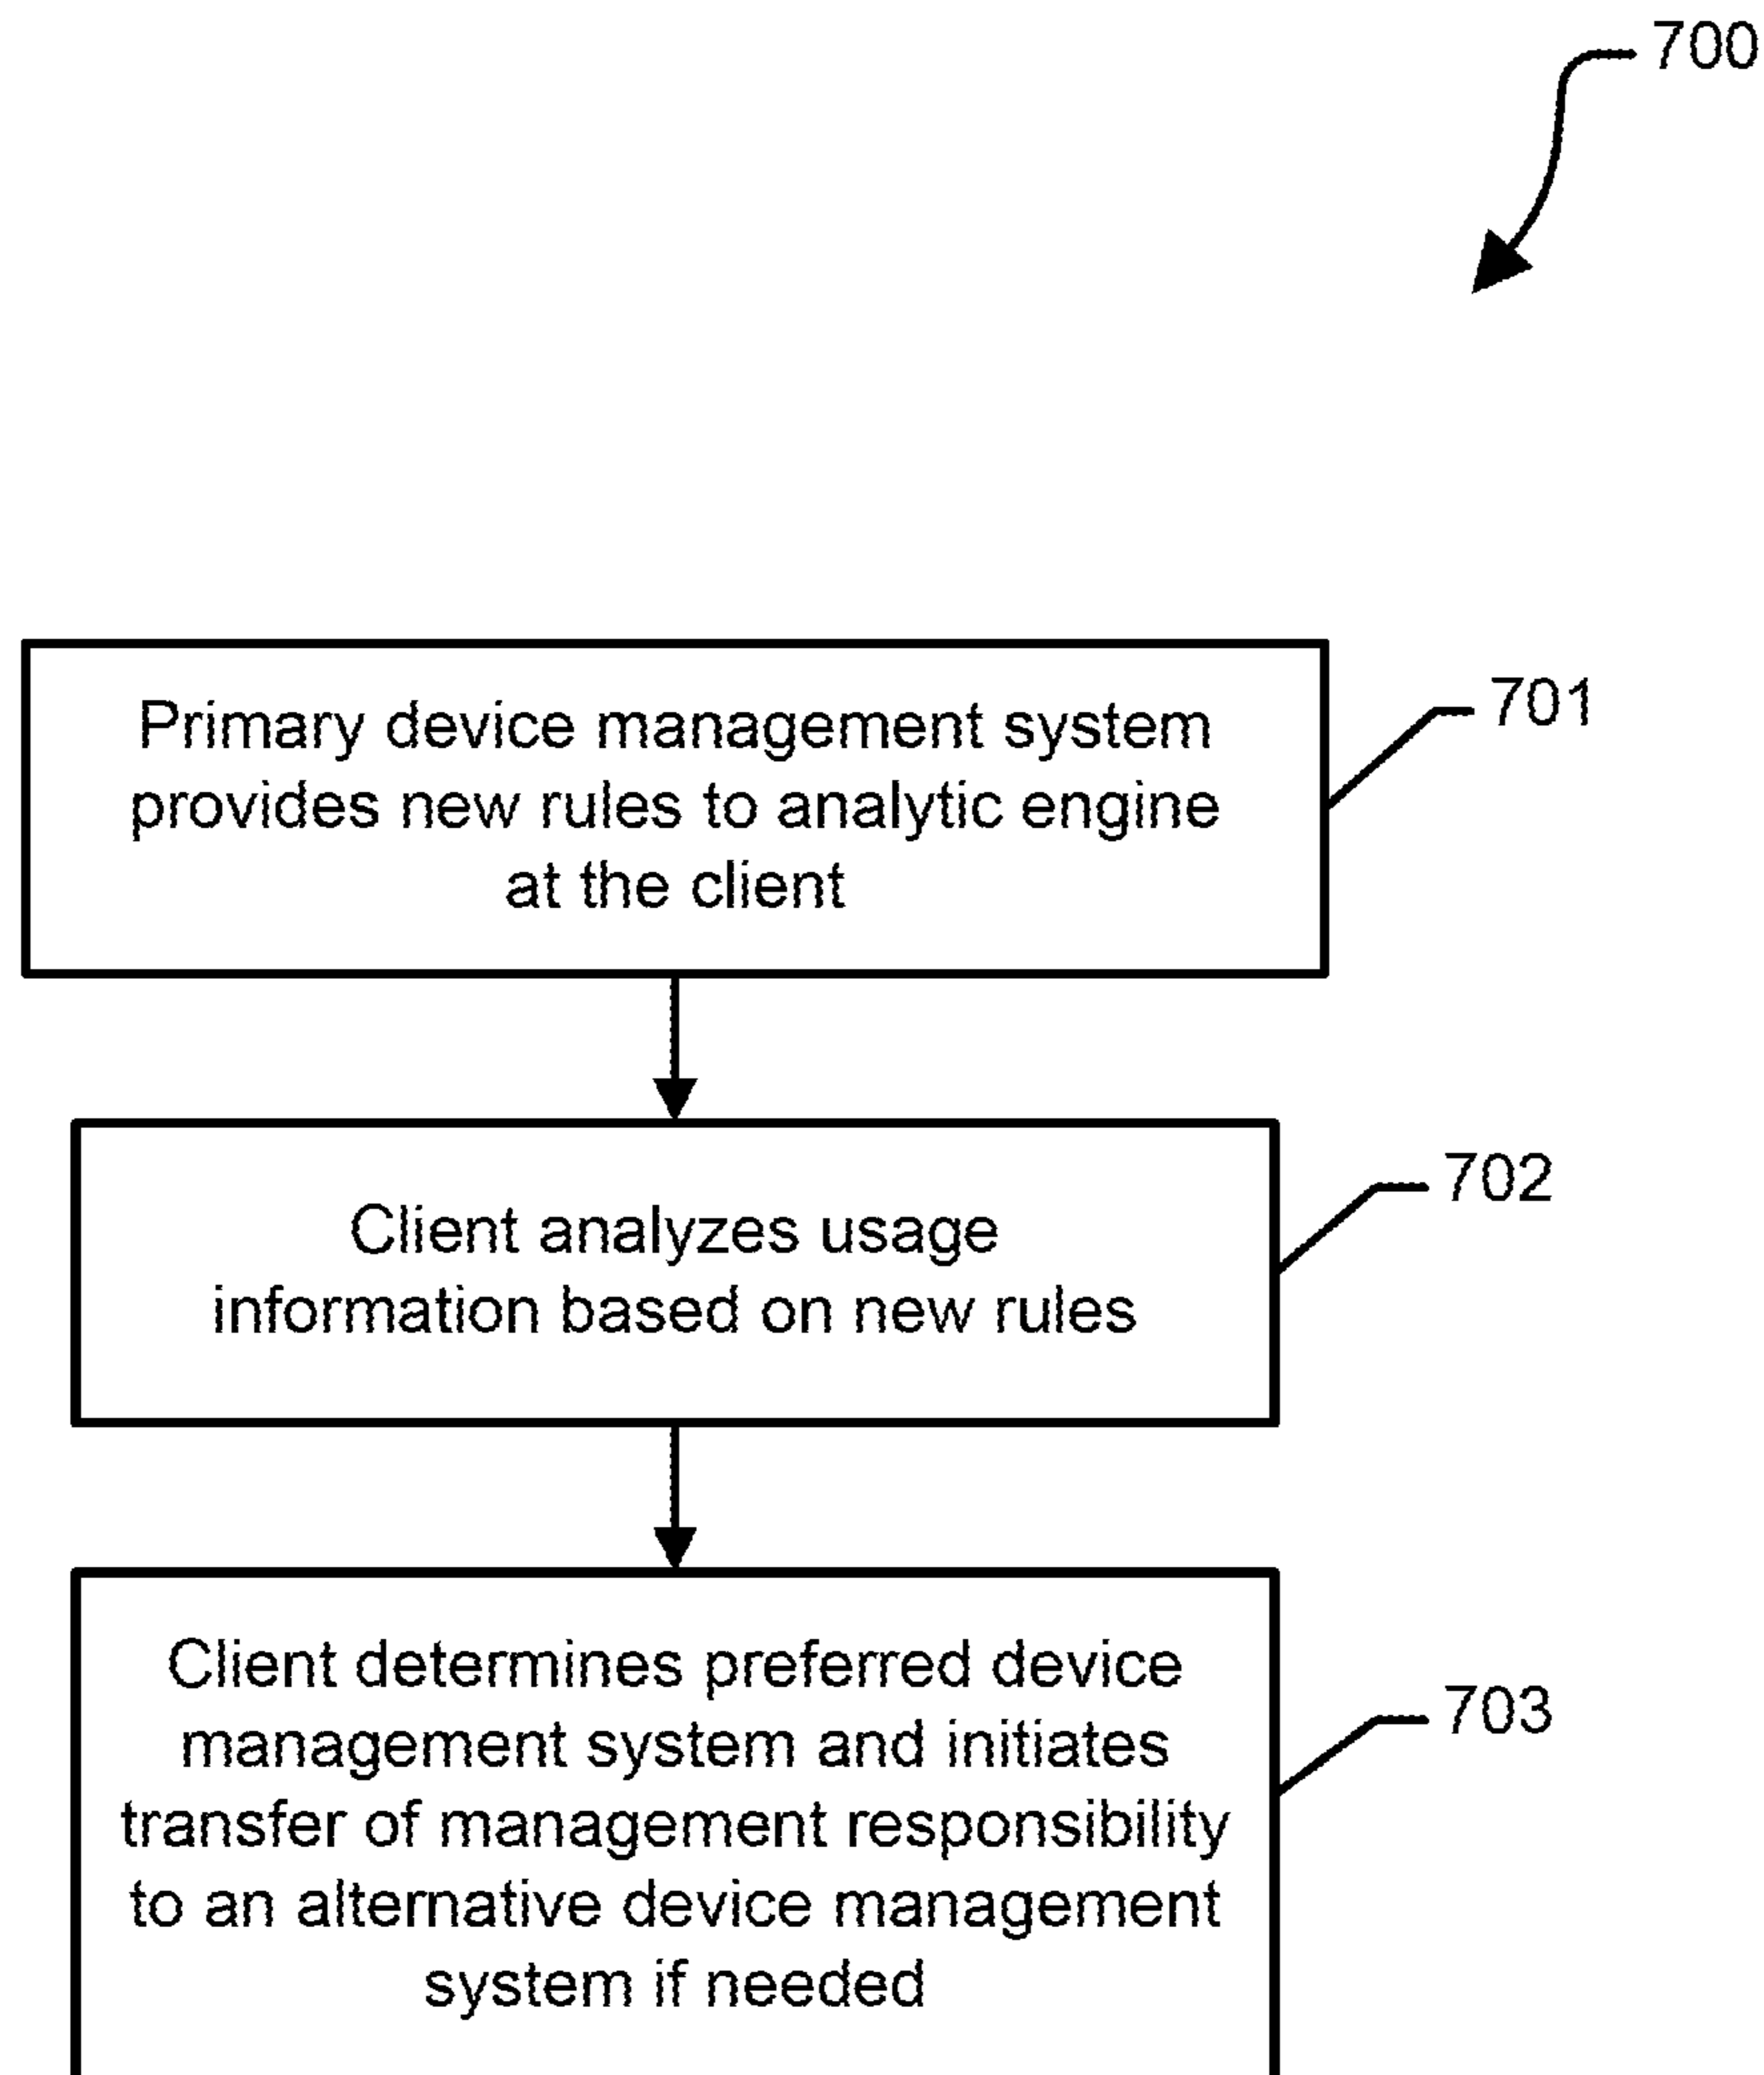 700
Primary device management system
provides new rules to analytic engine
at the client
701
Client analyzes usage
information based on new rules
702
Client determines preferred device
management system and initiates
transfer of management responsibility
to an alternative device management
system if needed
703